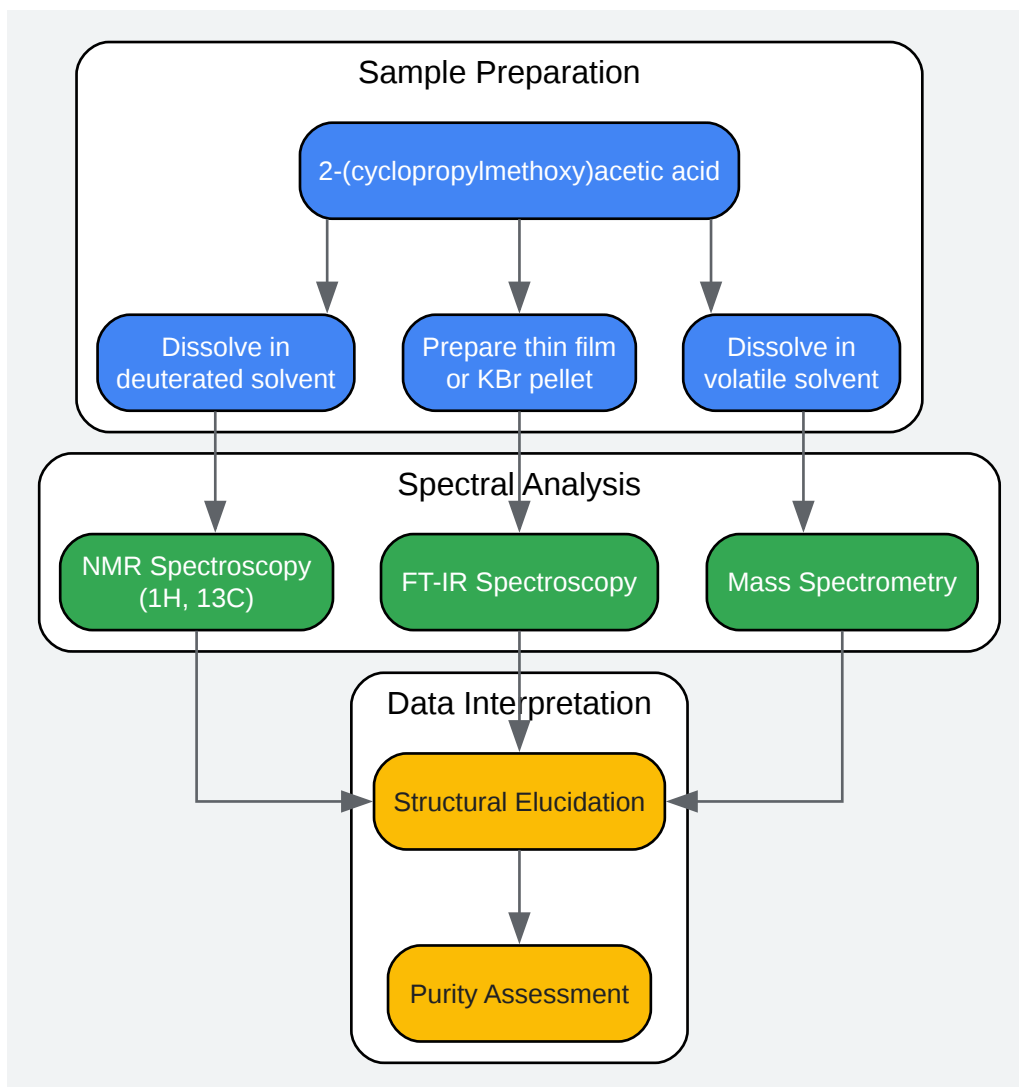 Sample Preparation
2-(cyclopropylmethoxy)acetic acid
Dissolve in
deuterated solvent
Prepare thin film
or KBr pellet
Dissolve in
volatile solvent
Spectral Analysis
NMR Spectroscopy
(1H, 13C)
FT-IR Spectroscopy
Mass Spectrometry
Data Interpretation
Structural Elucidation
Purity Assessment